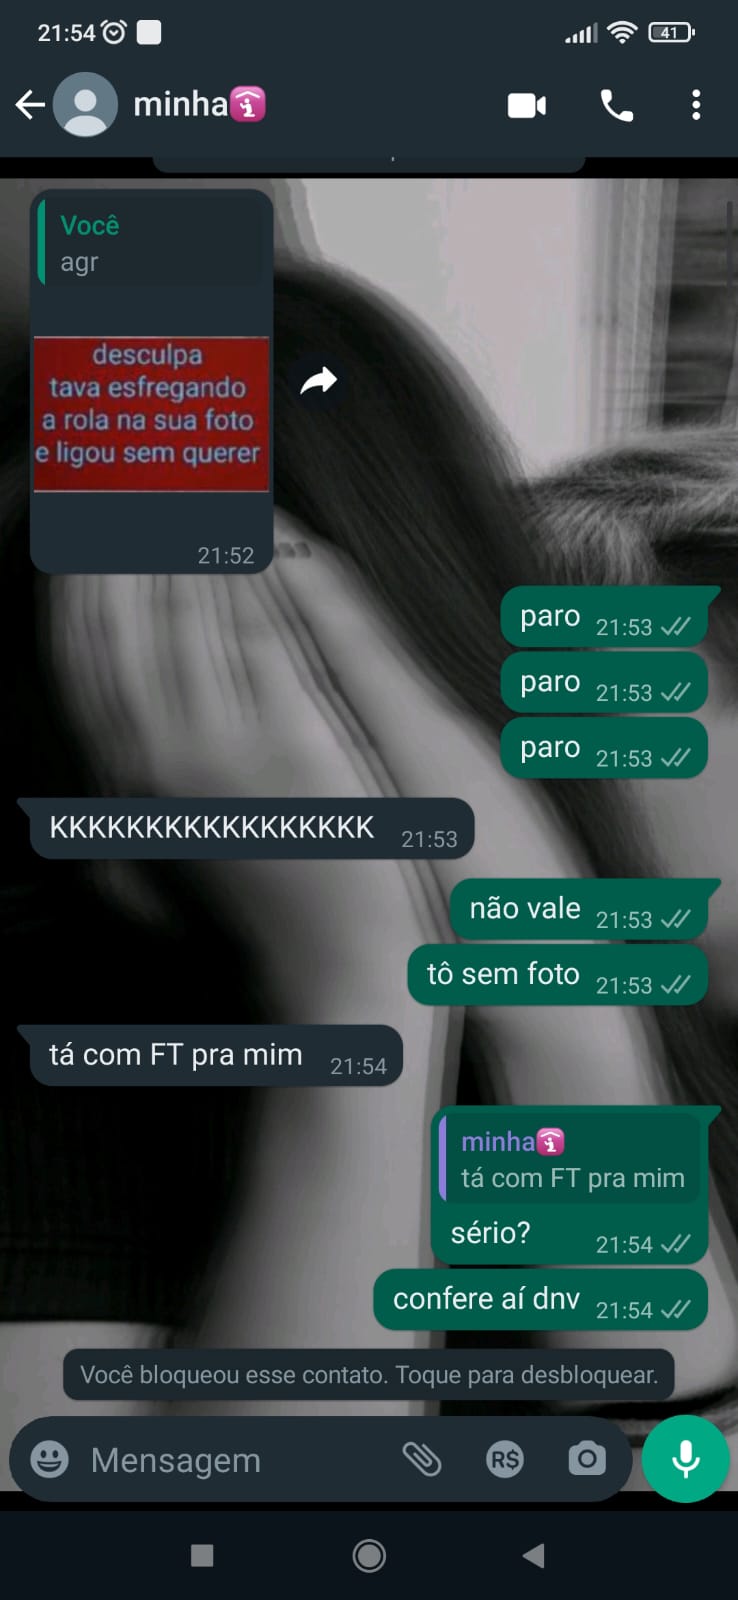 21:54
41
minha
Você
agr
desculpa
tava esfregando
a rola na sua foto
e ligou sem querer
21:52
paro 21:53
paro 21:53
paro 21:53
KKKKKKKKKKKKKKKKK 21:53
não vale 21:53
tô sem foto 21:53
tá com FT pra mim 21:54
minha
tá com FT pra mim
sério? 21:54
confere aí dnv 21:54
Você bloqueou esse contato. Toque para desbloquear.
Mensagem R$